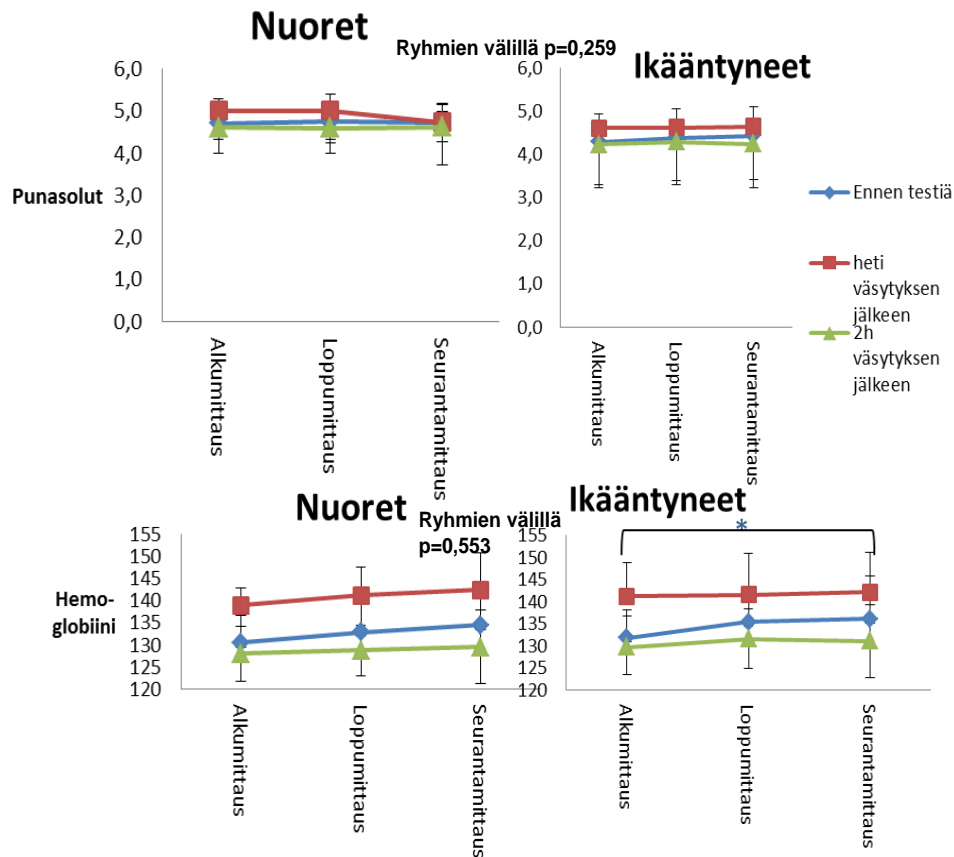 Nuoret
Ryhmien välillä p=0,259
Ikääntyneet
6,0
5,0
4,0
3,0
2,0
1,0
0,0
Punasolut
Alkumittaus
Loppumittaus
Seurantamittaus
6,0
5,0
4,0
3,0
2,0
1,0
0,0
Alkumittaus
Loppumittaus
Seurantamittaus
Ennen testiä
heti
väsytyksen
jälkeen
2h
väsytyksen
jälkeen
Nuoret
Ryhmien välillä
p=0,553
Ikääntyneet
155
150
145
140
135
130
125
120
Hemo-
globiini
Alkumittaus
Loppumittaus
Seurantamittaus
*
155
150
145
140
135
130
125
120
Alkumittaus
Loppumittaus
Seurantamittaus